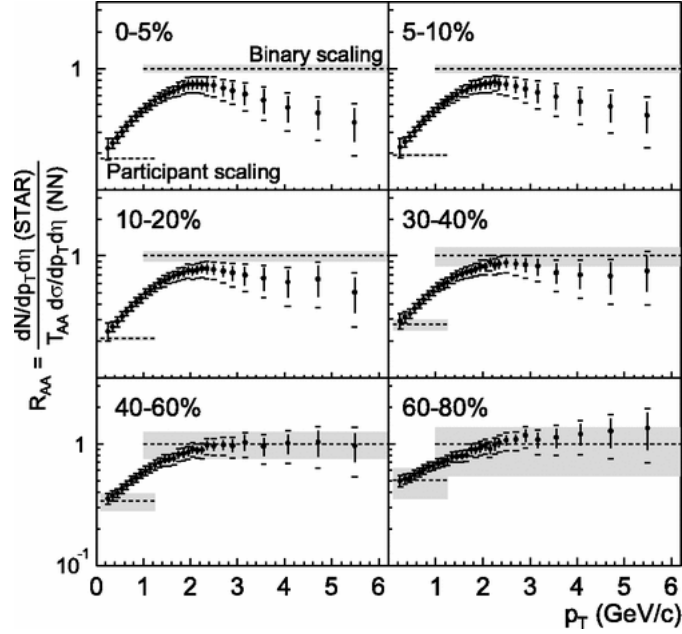 0-5%
5-10%
Binary scaling
1
Participant scaling
10-20%
30-40%
1
R_AA = dN/dp_T dη (STAR) / T_AA dσ/dp_T dη (NN)
40-60%
60-80%
1
10^-1
0 1 2 3 4 5 6 1 2 3 4 5 6
p_T (GeV/c)